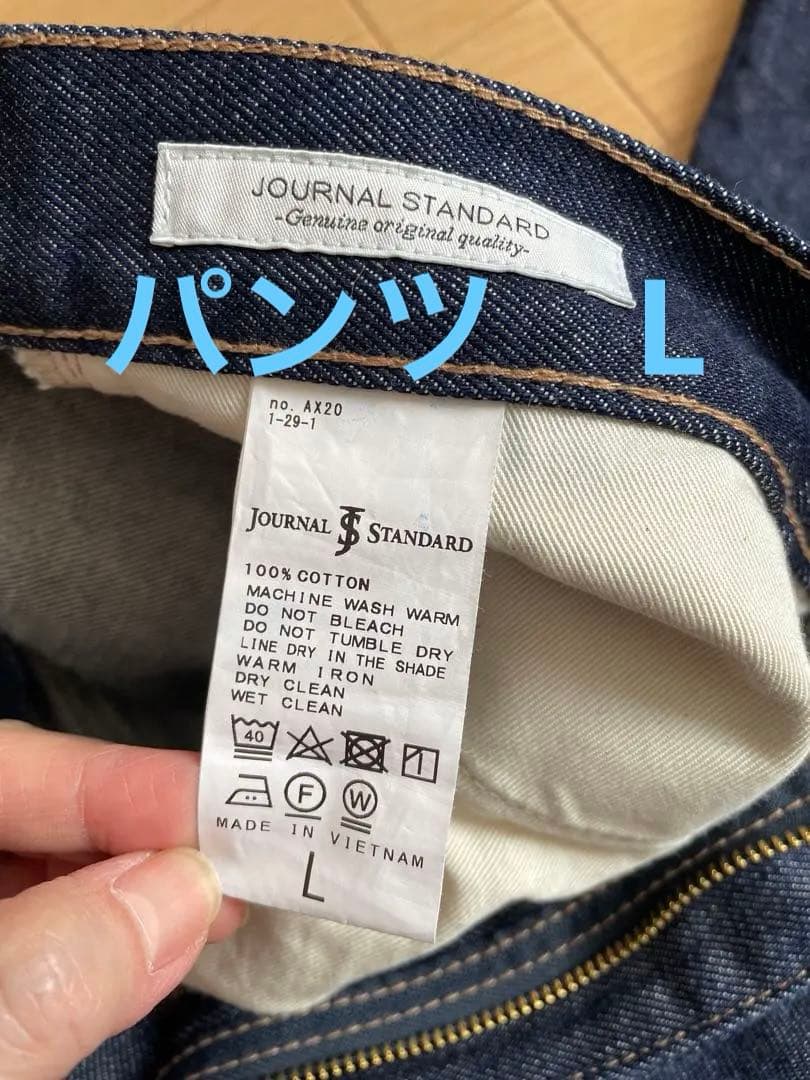 JOURNAL STANDARD
-Genuine original quality-
パンツ L
no. AX20
1-29-1
JOURNAL JS STANDARD
100% COTTON
MACHINE WASH WARM
DO NOT BLEACH
DO NOT TUMBLE DRY
LINE DRY IN THE SHADE
WARM IRON
DRY CLEAN
WET CLEAN
40
F W
MADE IN VIETNAM
L